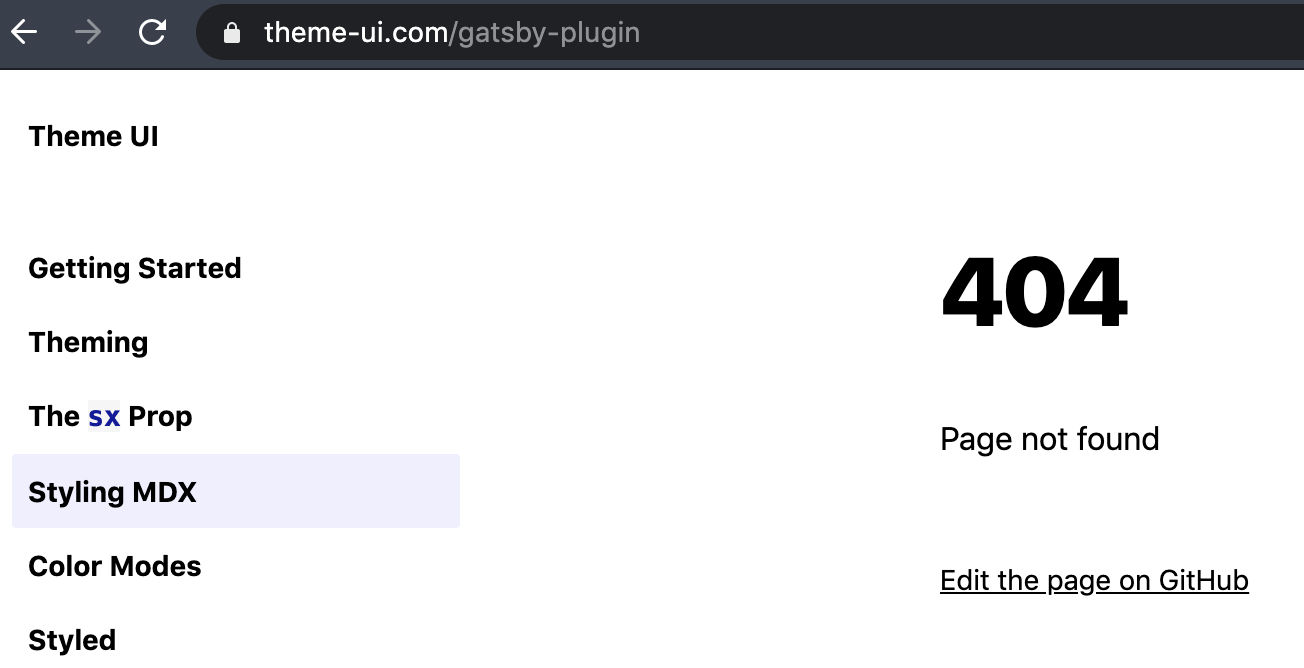 theme-ui.com/gatsby-plugin
Theme UI
Getting Started
Theming
The sx Prop
Styling MDX
Color Modes
Styled
404
Page not found
Edit the page on GitHub